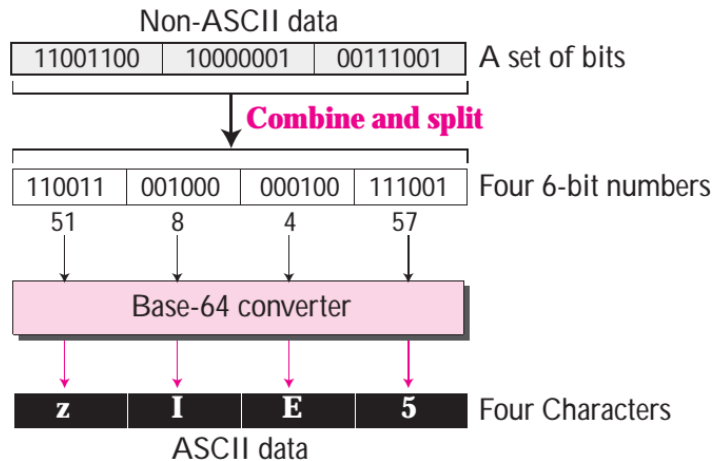 Non-ASCII data
11001100 10000001 00111001 A set of bits
Combine and split
110011 001000 000100 111001 Four 6-bit numbers
51 8 4 57
Base-64 converter
z I E 5 Four Characters
ASCII data